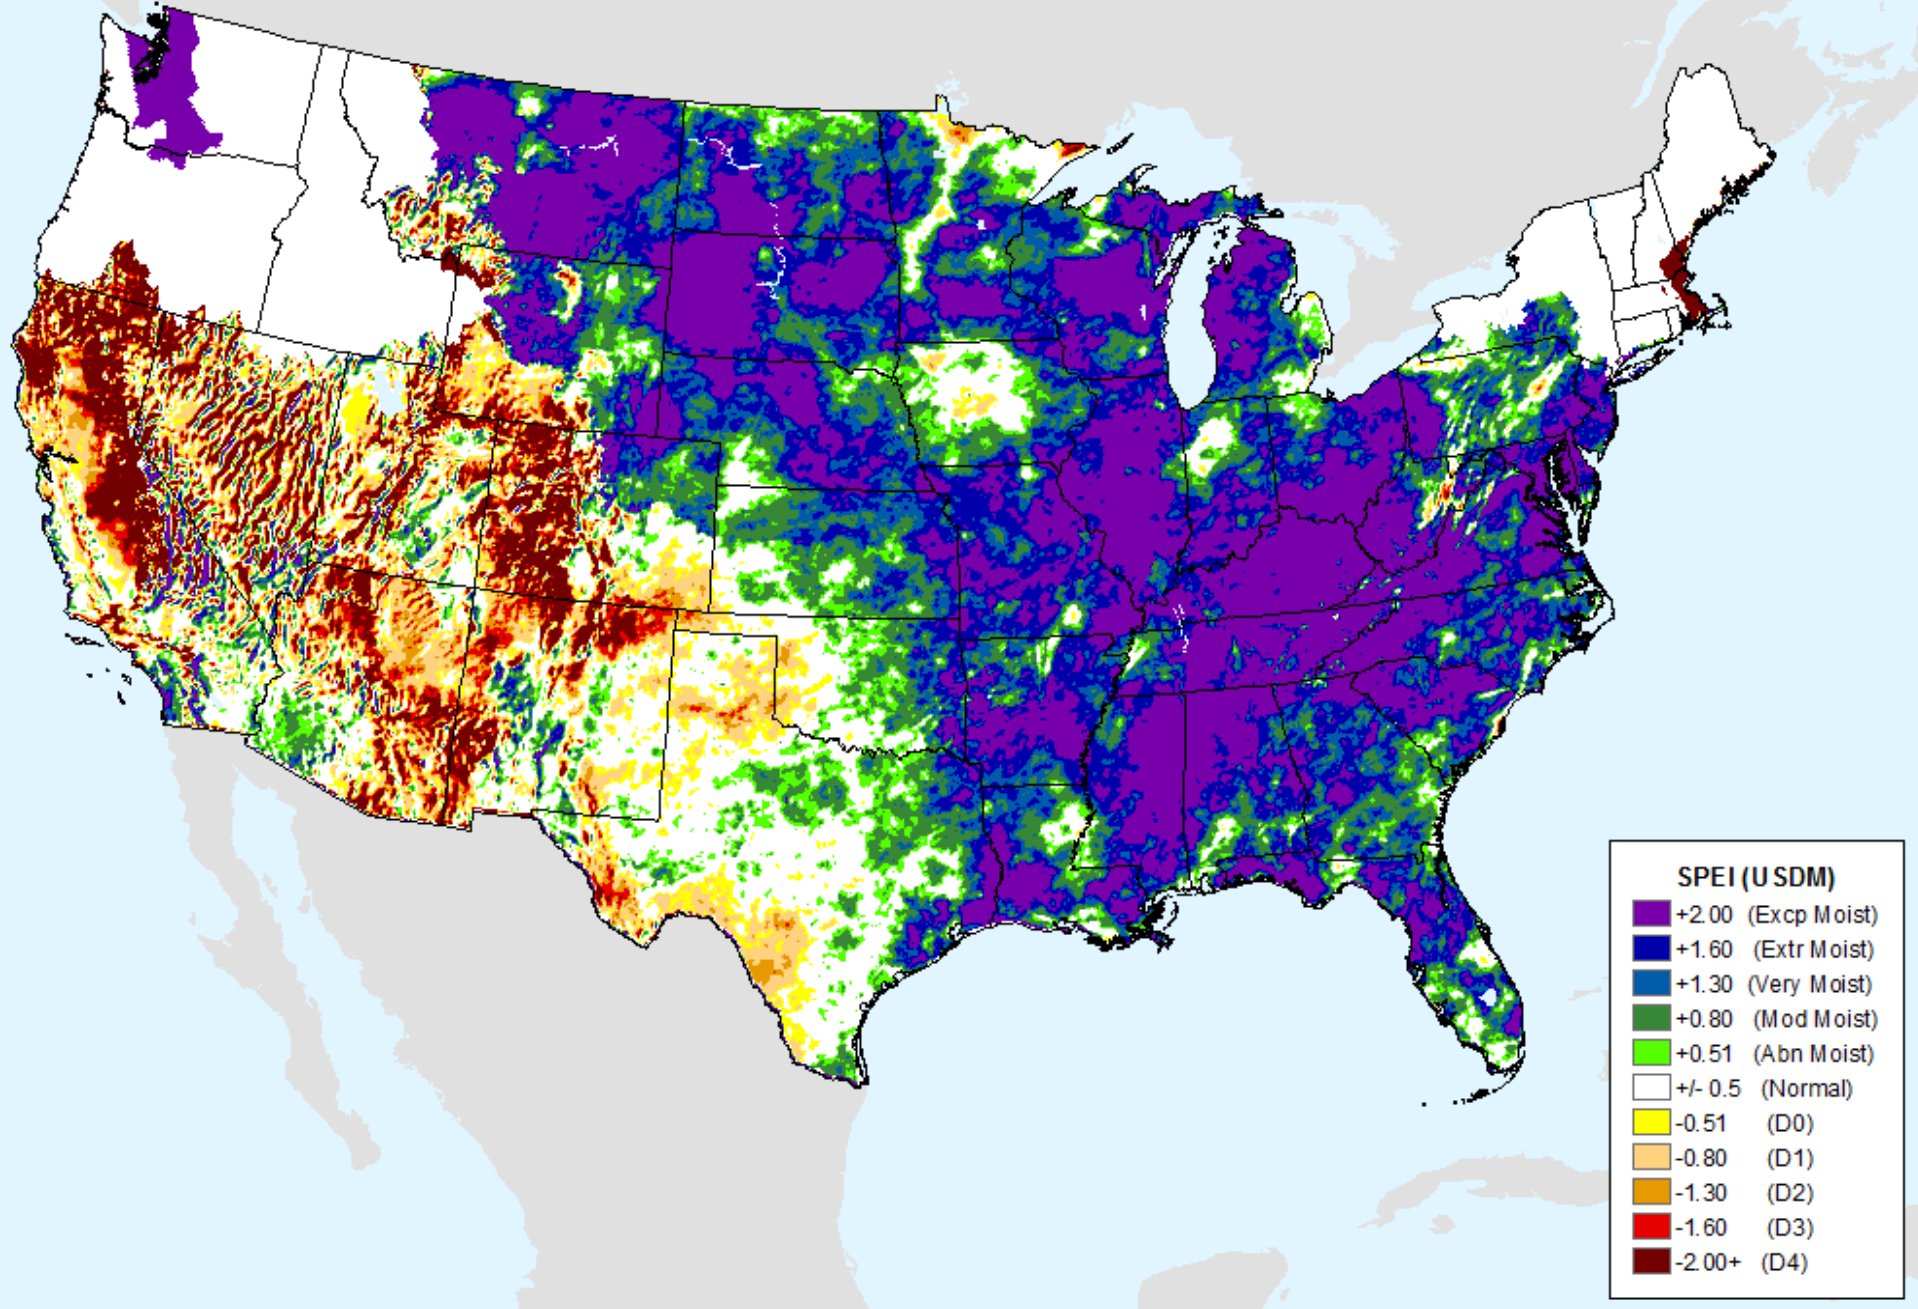 SPEI (USDM)
+2.00 (Excp Moist)
+1.60 (Extr Moist)
+1.30 (Very Moist)
+0.80 (Mod Moist)
+0.51 (Abn Moist)
+/- 0.5 (Normal)
-0.51 (D0)
-0.80 (D1)
-1.30 (D2)
-1.60 (D3)
-2.00+ (D4)